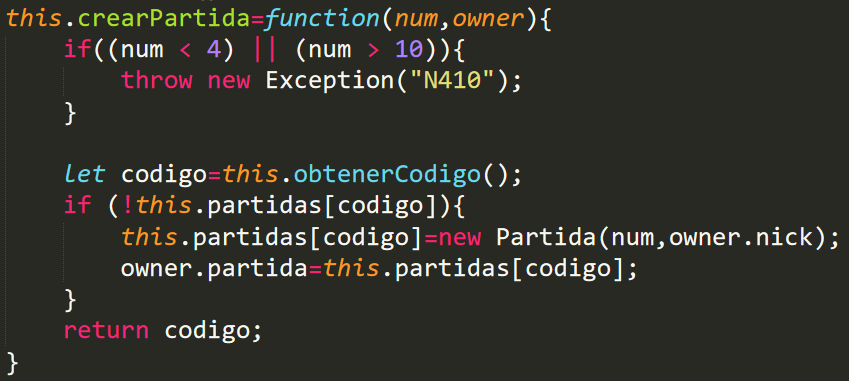 this.crearPartida=function(num,owner){
    if((num < 4) || (num > 10)){
        throw new Exception("N410");
    }

    let codigo=this.obtenerCodigo();
    if (!this.partidas[codigo]){
        this.partidas[codigo]=new Partida(num,owner.nick);
        owner.partida=this.partidas[codigo];
    }
    return codigo;
}